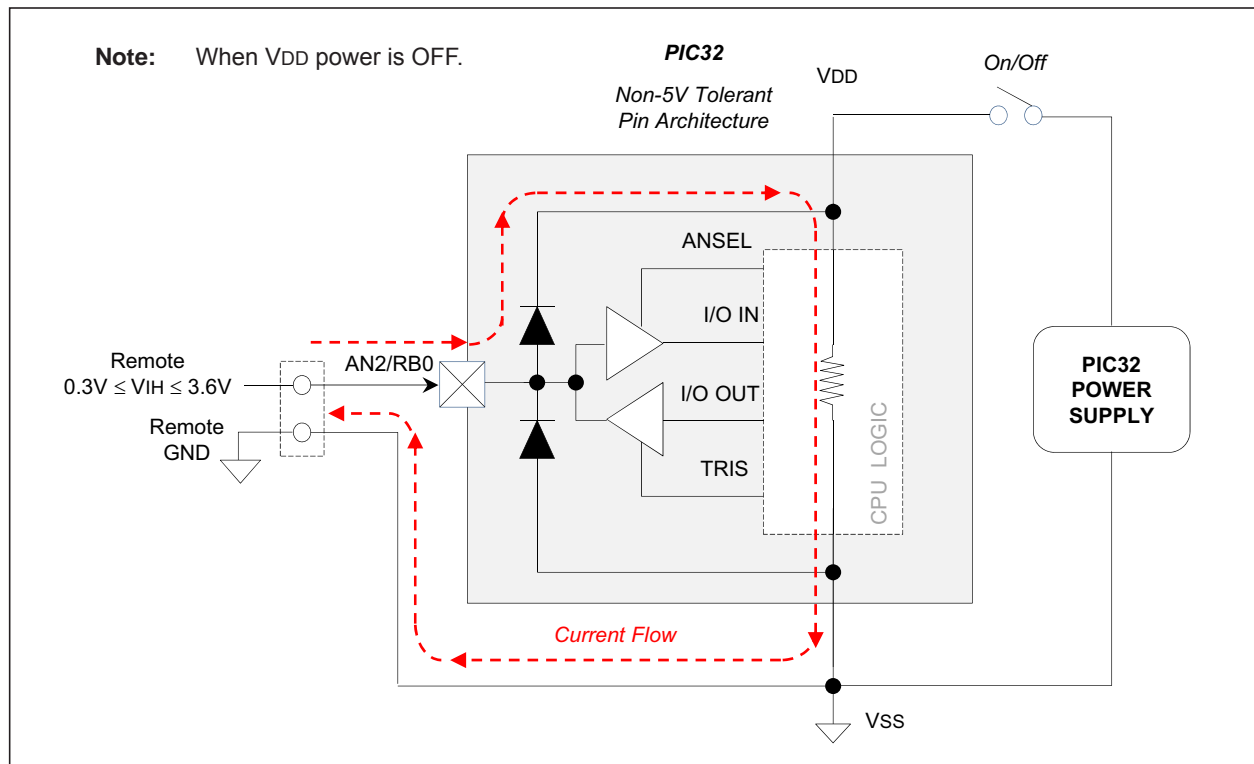 Note: When VDD power is OFF.
PIC32
Non-5V Tolerant
Pin Architecture
VDD
On/Off
ANSEL
I/O IN
AN2/RB0
Remote
0.3V ≤ VIH ≤ 3.6V
I/O OUT
Remote
GND
TRIS
CPU LOGIC
PIC32
POWER
SUPPLY
Current Flow
VSS